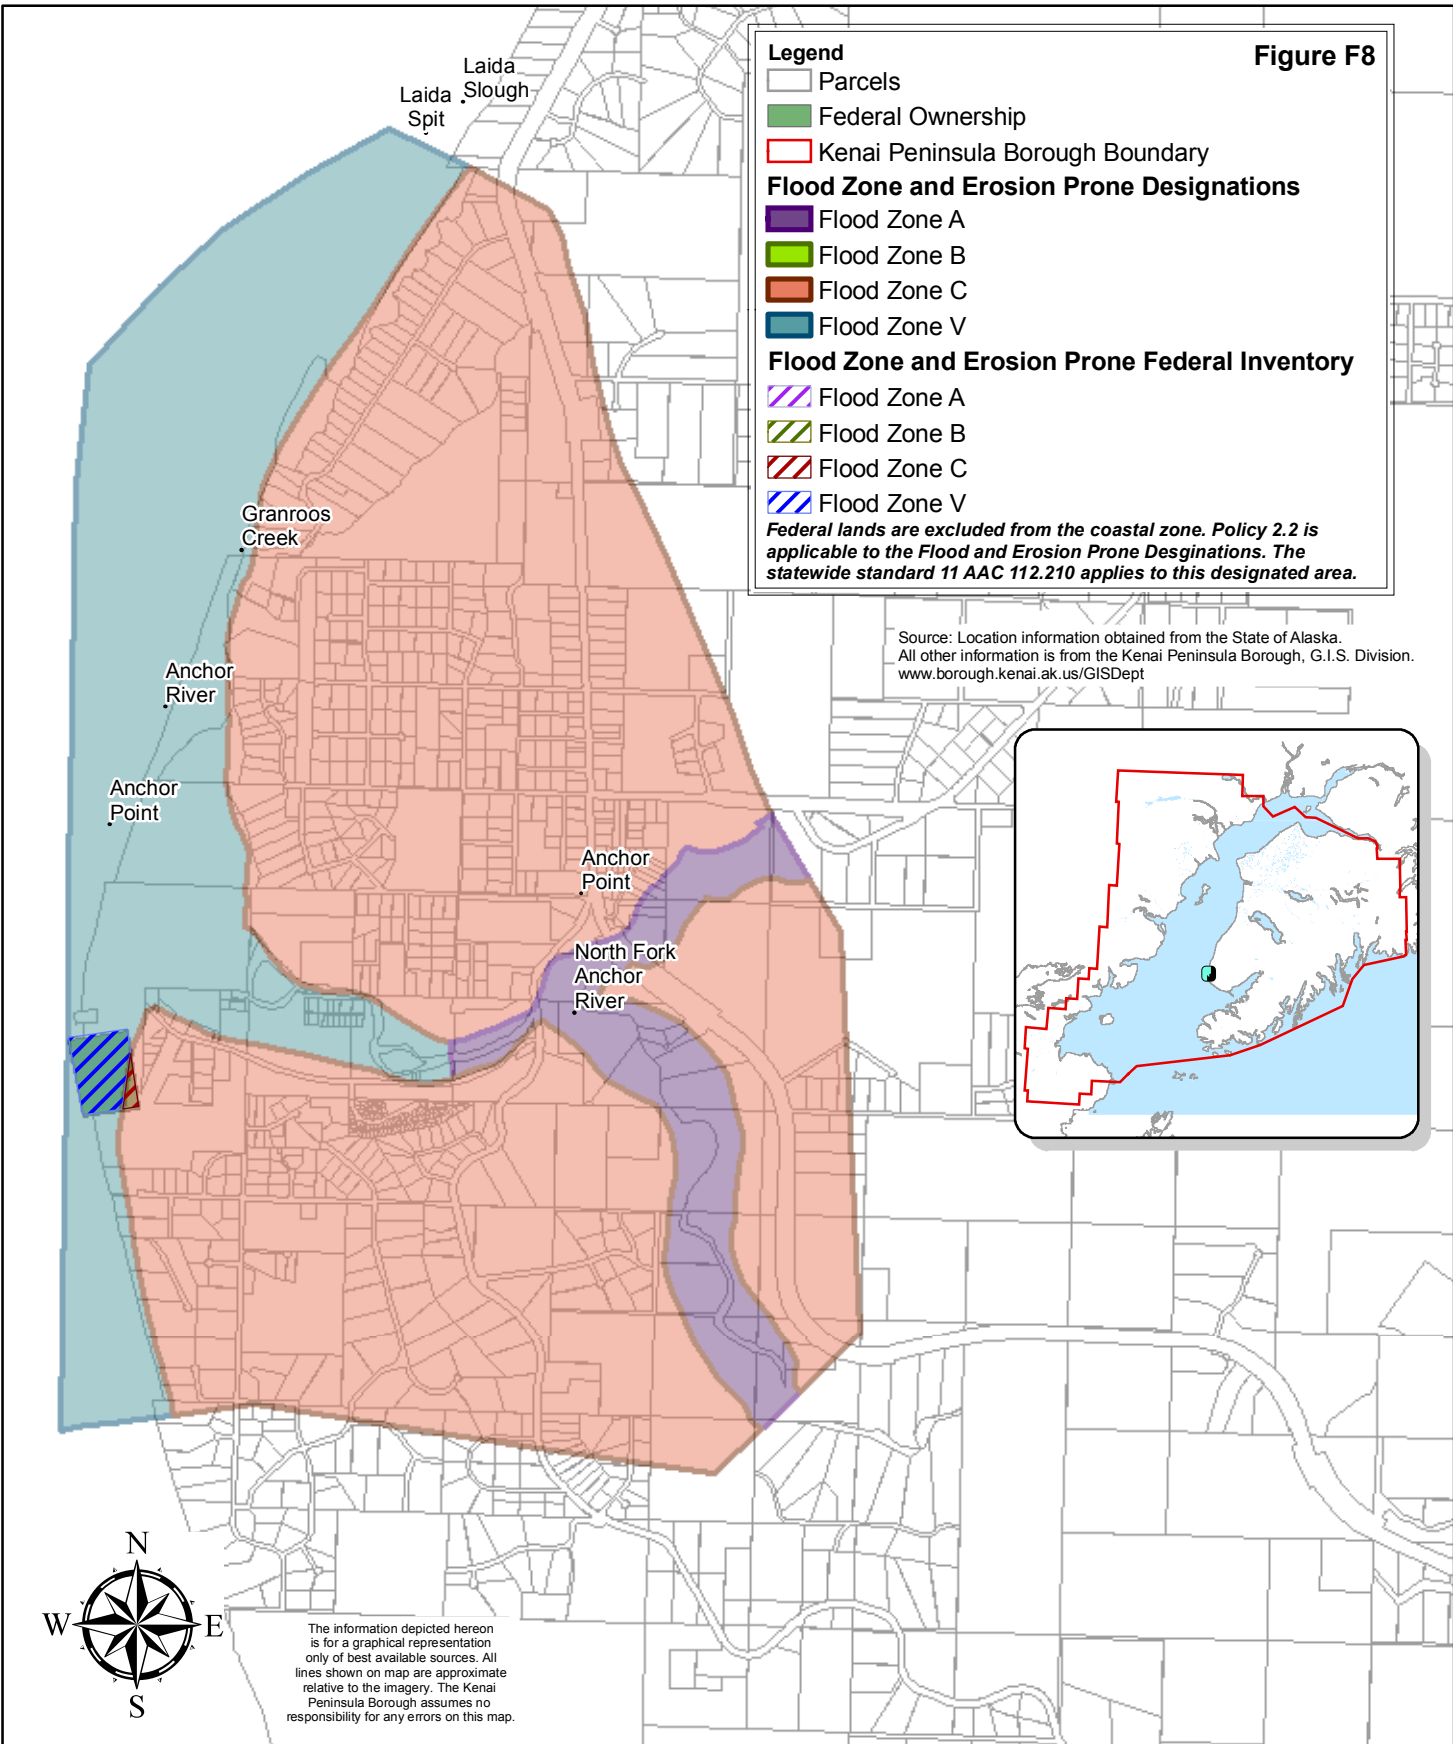 Laida
Slough
Laida
Spit
Legend
Figure F8
Parcels
Federal Ownership
Kenai Peninsula Borough Boundary
Flood Zone and Erosion Prone Designations
Flood Zone A
Flood Zone B
Flood Zone C
Flood Zone V
Flood Zone and Erosion Prone Federal Inventory
Flood Zone A
Flood Zone B
Flood Zone C
Flood Zone V
Federal lands are excluded from the coastal zone. Policy 2.2 is
applicable to the Flood and Erosion Prone Desginations. The
statewide standard 11 AAC 112.210 applies to this designated area.
Source: Location information obtained from the State of Alaska.
All other information is from the Kenai Peninsula Borough, G.I.S. Division.
www.borough.kenai.ak.us/GISDept
Granroos
Creek
Anchor
River
Anchor
Point
Anchor
Point
North Fork
Anchor
River
N
W
E
S
The information depicted hereon
is for a graphical representation
only of best available sources. All
lines shown on map are approximate
relative to the imagery. The Kenai
Peninsula Borough assumes no
responsibility for any errors on this map.